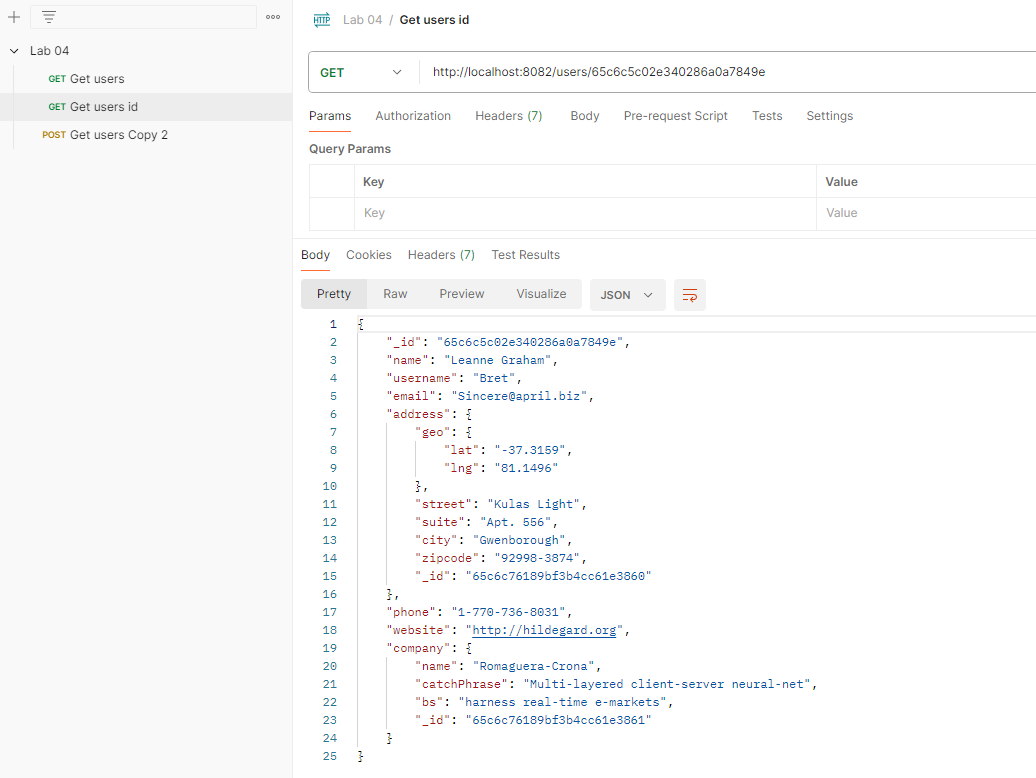 Lab 04
GET Get users
GET Get users id
POST Get users Copy 2
HTTP Lab 04 / Get users id
GET http://localhost:8082/users/65c6c5c02e340286a0a7849e
Params Authorization Headers (7) Body Pre-request Script Tests Settings
Query Params
Key Value
Key Value
Body Cookies Headers (7) Test Results
Pretty Raw Preview Visualize JSON
1 {
2 "_id": "65c6c5c02e340286a0a7849e",
3 "name": "Leanne Graham",
4 "username": "Bret",
5 "email": "Sincere@april.biz",
6 "address": {
7 "geo": {
8 "lat": "-37.3159",
9 "lng": "81.1496"
10 },
11 "street": "Kulas Light",
12 "suite": "Apt. 556",
13 "city": "Gwenborough",
14 "zipcode": "92998-3874",
15 "_id": "65c6c76189bf3b4cc61e3860"
16 },
17 "phone": "1-770-736-8031",
18 "website": "http://hildegard.org",
19 "company": {
20 "name": "Romaguera-Crona",
21 "catchPhrase": "Multi-layered client-server neural-net",
22 "bs": "harness real-time e-markets",
23 "_id": "65c6c76189bf3b4cc61e3861"
24 }
25 }